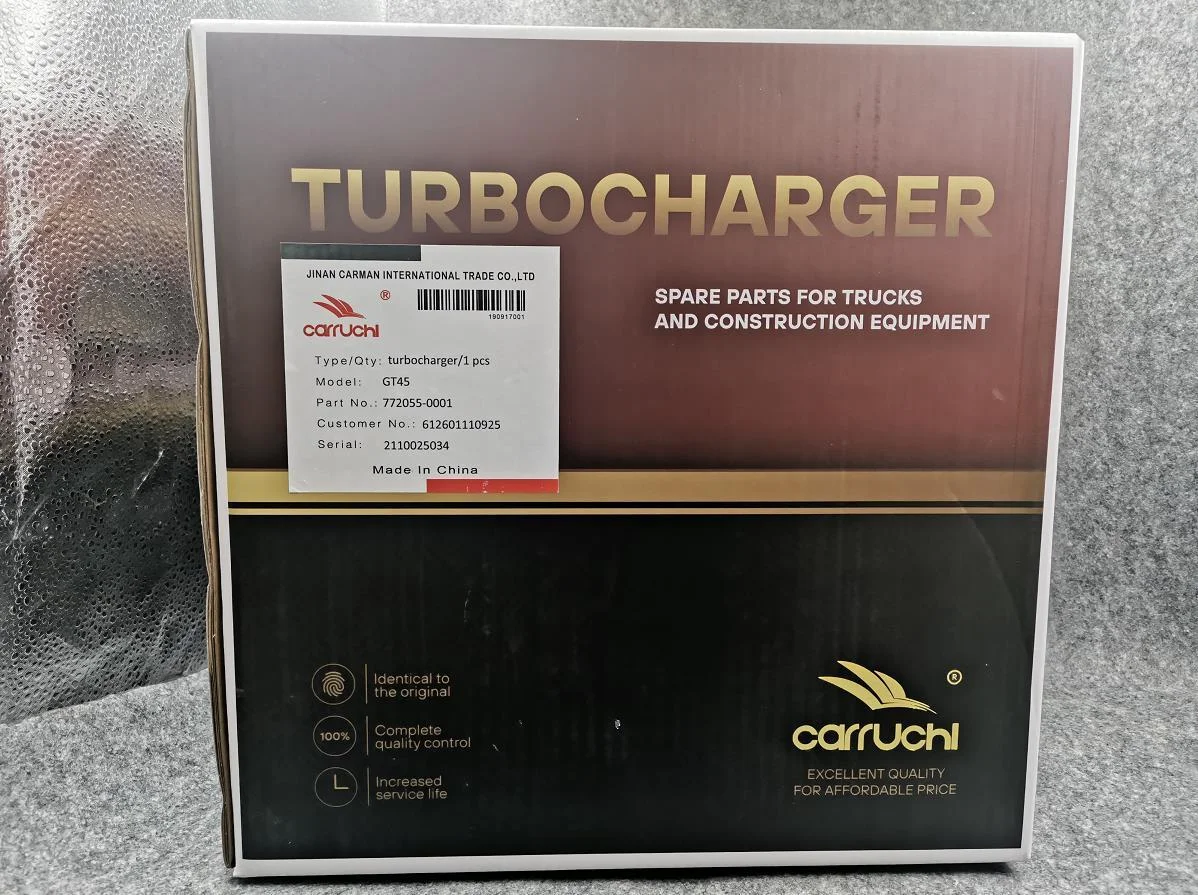 TURBOCHARGER
SPARE PARTS FOR TRUCKS
AND CONSTRUCTION EQUIPMENT
JINAN CARMAN INTERNATIONAL TRADE CO.,LTD
®
carruchi
190917001
Type/Qty: turbocharger/1 pcs
Model: GT45
Part No.: 772055-0001
Customer No.: 612601110925
Serial: 2110025034
Made In China
Identical to
the original
100%
Complete
quality control
Increased
service life
®
carruchi
EXCELLENT QUALITY
FOR AFFORDABLE PRICE